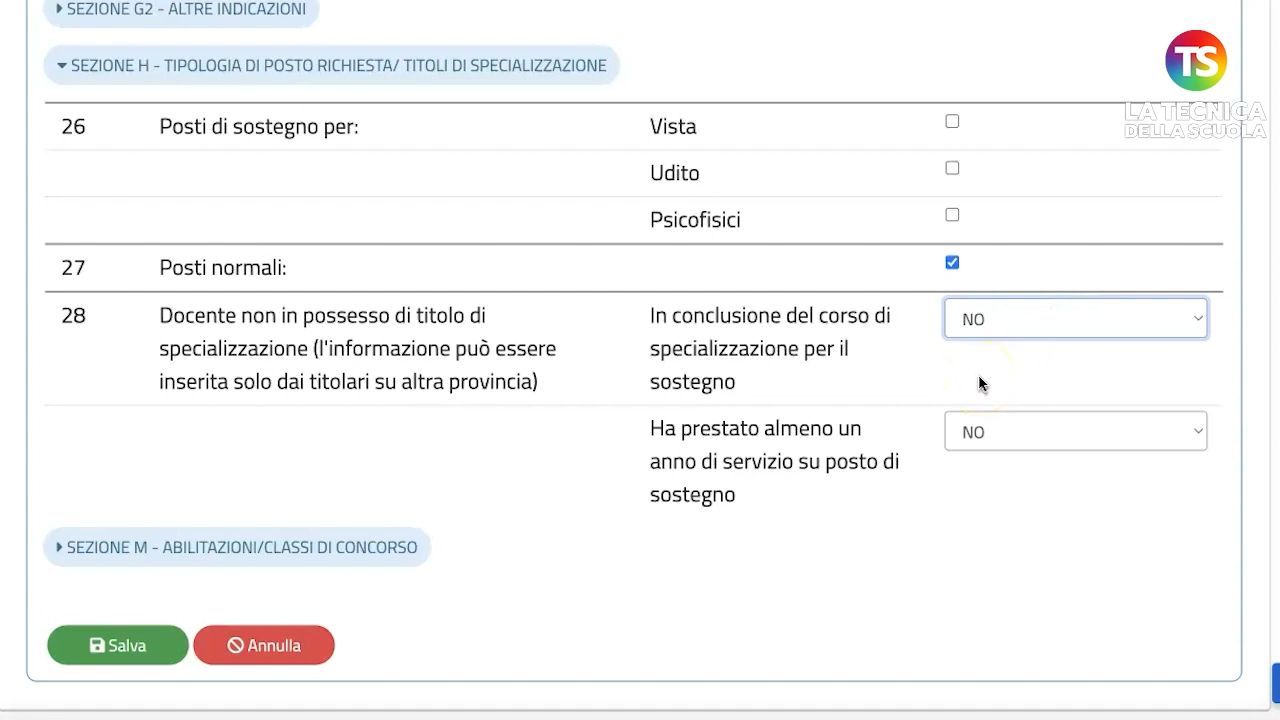 SEZIONE G2 - ALTRE INDICAZIONI
SEZIONE H - TIPOLOGIA DI POSTO RICHIESTA/ TITOLI DI SPECIALIZZAZIONE
TS
LA TECNICA
DELLA SCUOLA
26 Posti di sostegno per: Vista
Udito
Psicofisici
27 Posti normali:
28 Docente non in possesso di titolo di
specializzazione (l'informazione può essere
inserita solo dai titolari su altra provincia)
In conclusione del corso di
specializzazione per il
sostegno
NO
Ha prestato almeno un
anno di servizio su posto di
sostegno
NO
SEZIONE M - ABILITAZIONI/CLASSI DI CONCORSO
Salva
Annulla